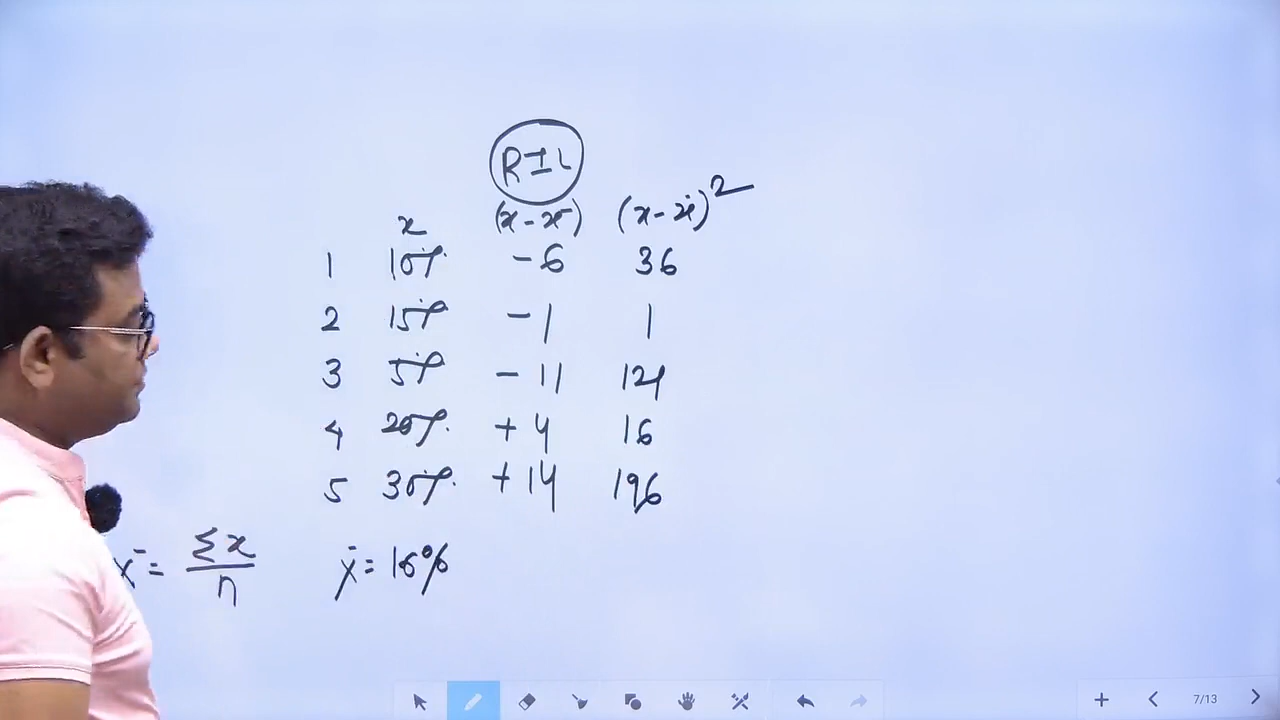 RIL
x (x-x̄) (x-x̄)²
1 10% -6 36
2 15% -1 1
3 5% -11 121
4 20% +4 16
5 30% +14 196
x̄ = Σx/n x̄ = 16%
7/13